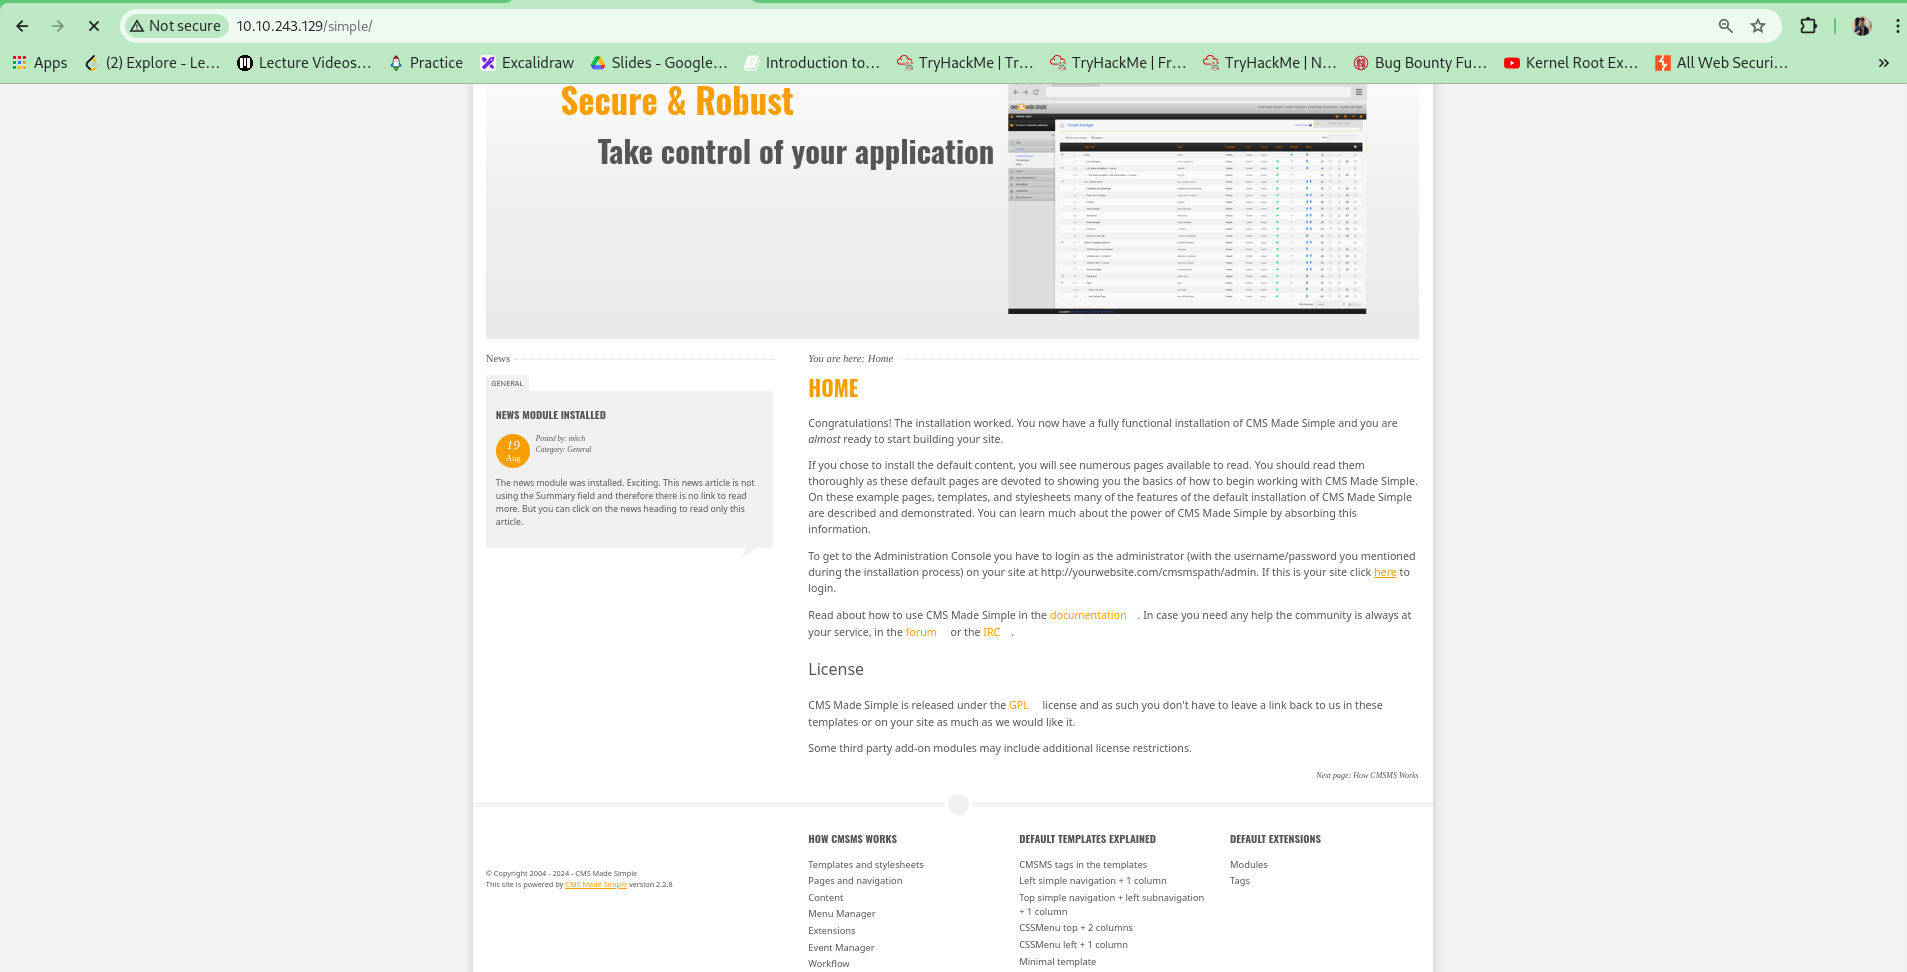 Not secure 10.10.243.129/simple/
Apps (2) Explore - Le... Lecture Videos... Practice Excalidraw Slides - Google... Introduction to... TryHackMe | Tr... TryHackMe | Fr... TryHackMe | N... Bug Bounty Fu... Kernel Root Ex... All Web Securi... »
Secure & Robust
Take control of your application
News
GENERAL
NEWS MODULE INSTALLED
19
Aug
Posted by: mitch
Category: General
The news module was installed. Exciting. This news article is not
using the Summary field and therefore there is no link to read
more. But you can click on the news heading to read only this
article.
You are here: Home
HOME
Congratulations! The installation worked. You now have a fully functional installation of CMS Made Simple and you are
almost ready to start building your site.
If you chose to install the default content, you will see numerous pages available to read. You should read them
thoroughly as these default pages are devoted to showing you the basics of how to begin working with CMS Made Simple.
On these example pages, templates, and stylesheets many of the features of the default installation of CMS Made Simple
are described and demonstrated. You can learn much about the power of CMS Made Simple by absorbing this
information.
To get to the Administration Console you have to login as the administrator (with the username/password you mentioned
during the installation process) on your site at http://yourwebsite.com/cmsmspath/admin. If this is your site click here to
login.
Read about how to use CMS Made Simple in the documentation . In case you need any help the community is always at
your service, in the forum or the IRC .
License
CMS Made Simple is released under the GPL license and as such you don't have to leave a link back to us in these
templates or on your site as much as we would like it.
Some third party add-on modules may include additional license restrictions.
Next page: How CMSMS Works
© Copyright 2004 - 2024 - CMS Made Simple
This site is powered by CMS Made Simple version 2.2.8
HOW CMSMS WORKS
Templates and stylesheets
Pages and navigation
Content
Menu Manager
Extensions
Event Manager
Workflow
DEFAULT TEMPLATES EXPLAINED
CMSMS tags in the templates
Left simple navigation + 1 column
Top simple navigation + left subnavigation
+ 1 column
CSSMenu top + 2 columns
CSSMenu left + 1 column
Minimal template
DEFAULT EXTENSIONS
Modules
Tags